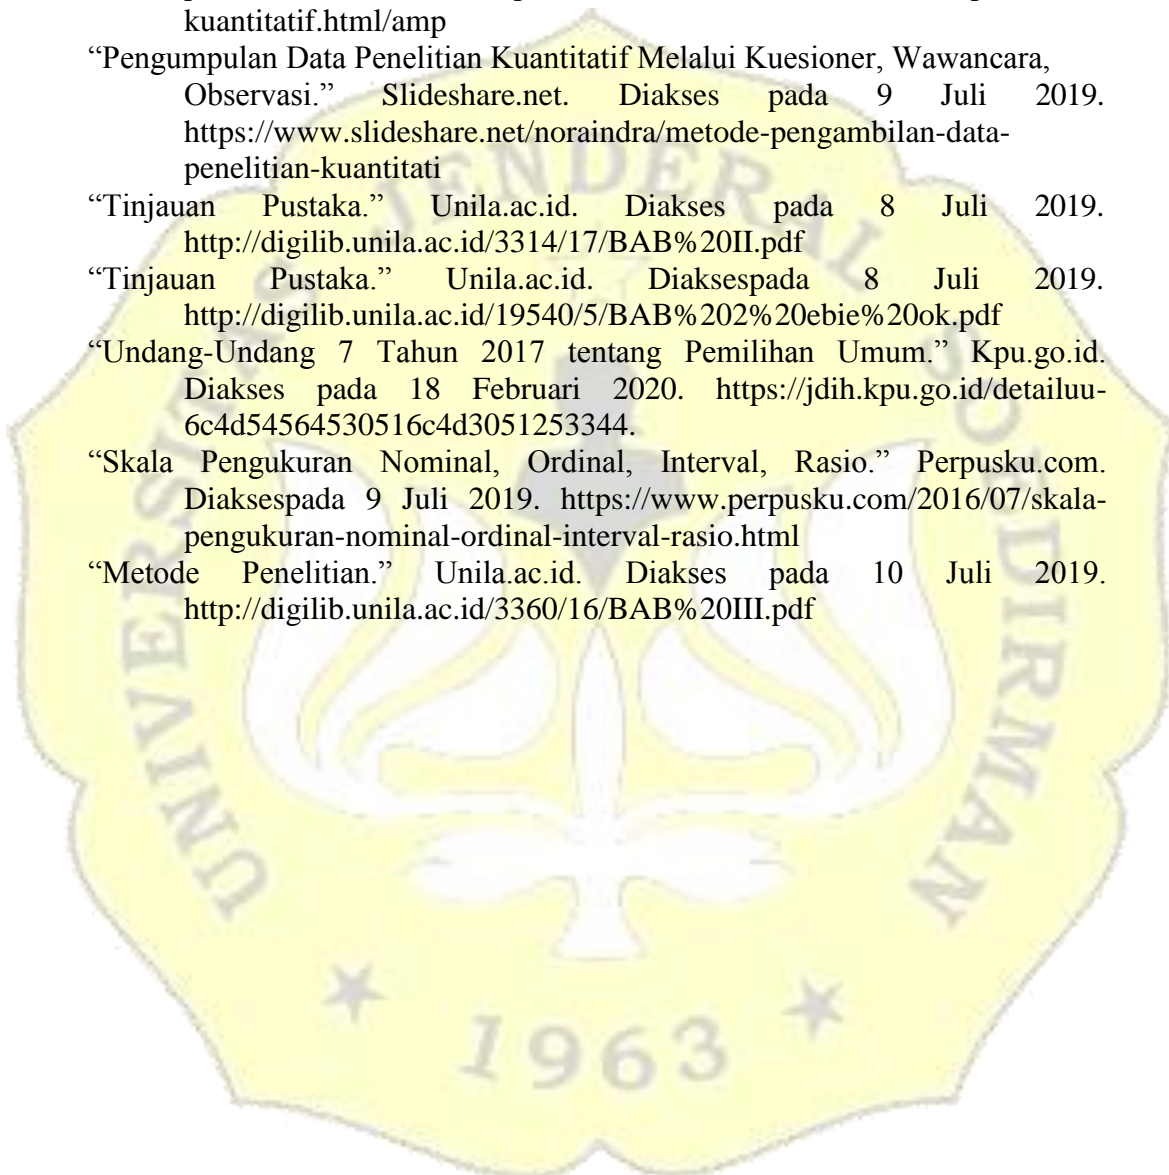 kuantitatif.html/amp
“Pengumpulan Data Penelitian Kuantitatif Melalui Kuesioner, Wawancara,
Observasi.” Slideshare.net. Diakses pada 9 Juli 2019.
https://www.slideshare.net/noraindra/metode-pengambilan-data-
penelitian-kuantitati
“Tinjauan Pustaka.” Unila.ac.id. Diakses pada 8 Juli 2019.
http://digilib.unila.ac.id/3314/17/BAB%20II.pdf
“Tinjauan Pustaka.” Unila.ac.id. Diaksespada 8 Juli 2019.
http://digilib.unila.ac.id/19540/5/BAB%202%20ebie%20ok.pdf
“Undang-Undang 7 Tahun 2017 tentang Pemilihan Umum.” Kpu.go.id.
Diakses pada 18 Februari 2020. https://jdih.kpu.go.id/detailuu-
6c4d54564530516c4d3051253344.
“Skala Pengukuran Nominal, Ordinal, Interval, Rasio.” Perpusku.com.
Diaksespada 9 Juli 2019. https://www.perpusku.com/2016/07/skala-
pengukuran-nominal-ordinal-interval-rasio.html
“Metode Penelitian.” Unila.ac.id. Diakses pada 10 Juli 2019.
http://digilib.unila.ac.id/3360/16/BAB%20III.pdf
UNIVERSITAS JENDERAL SOEDIRMAN
1963